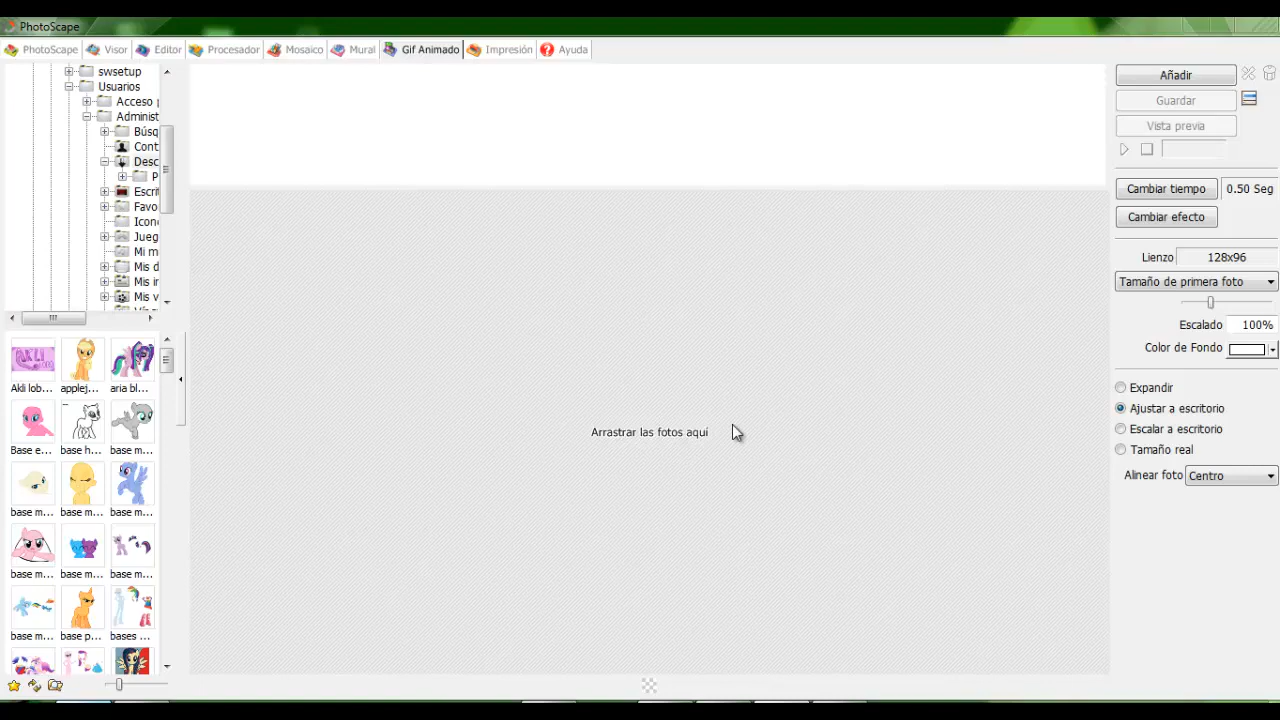 PhotoScape
PhotoScape Visor Editor Procesador Mosaico Mural Gif Animado Impresión Ayuda
swsetup
Usuarios
Acceso
Administ
Búsq
Cont
Desc
P
Escri
Favo
Icono
Jueg
Mi m
Mis d
Mis in
Mis v
Akli lob... applej... aria bl...
Base e... base h... base m...
base m... base m... base m...
base m... base m... base m...
base m... base p... bases ...
Arrastrar las fotos aquí
Añadir
Guardar
Vista previa
Cambiar tiempo 0.50 Seg
Cambiar efecto
Lienzo 128x96
Tamaño de primera foto
Escalado 100%
Color de Fondo
Expandir
Ajustar a escritorio
Escalar a escritorio
Tamaño real
Alinear foto Centro